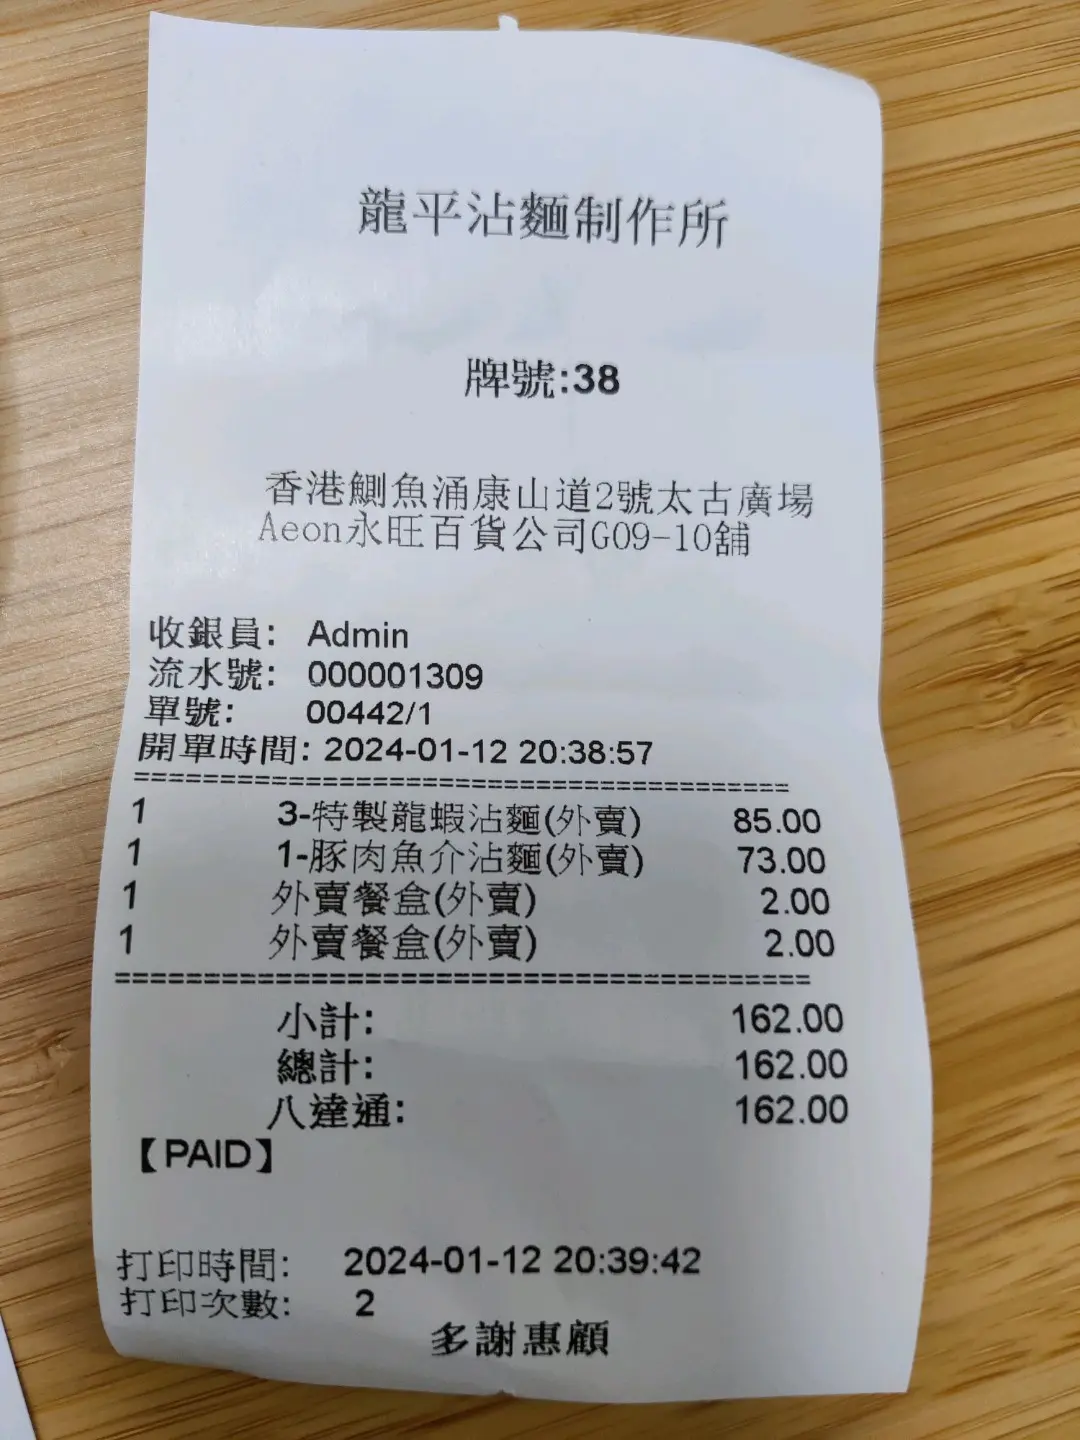 龍平沾麵制作所
牌號:38
香港鰂魚涌康山道2號太古廣場
Aeon永旺百貨公司G09-10舖
收銀員: Admin
流水號: 000001309
單號: 00442/1
開單時間: 2024-01-12 20:38:57
1 3-特製龍蝦沾麵(外賣) 85.00
1 1-豚肉魚介沾麵(外賣) 73.00
1 外賣餐盒(外賣) 2.00
1 外賣餐盒(外賣) 2.00
小計: 162.00
總計: 162.00
八達通: 162.00
【PAID】
打印時間: 2024-01-12 20:39:42
打印次數: 2
多謝惠顧